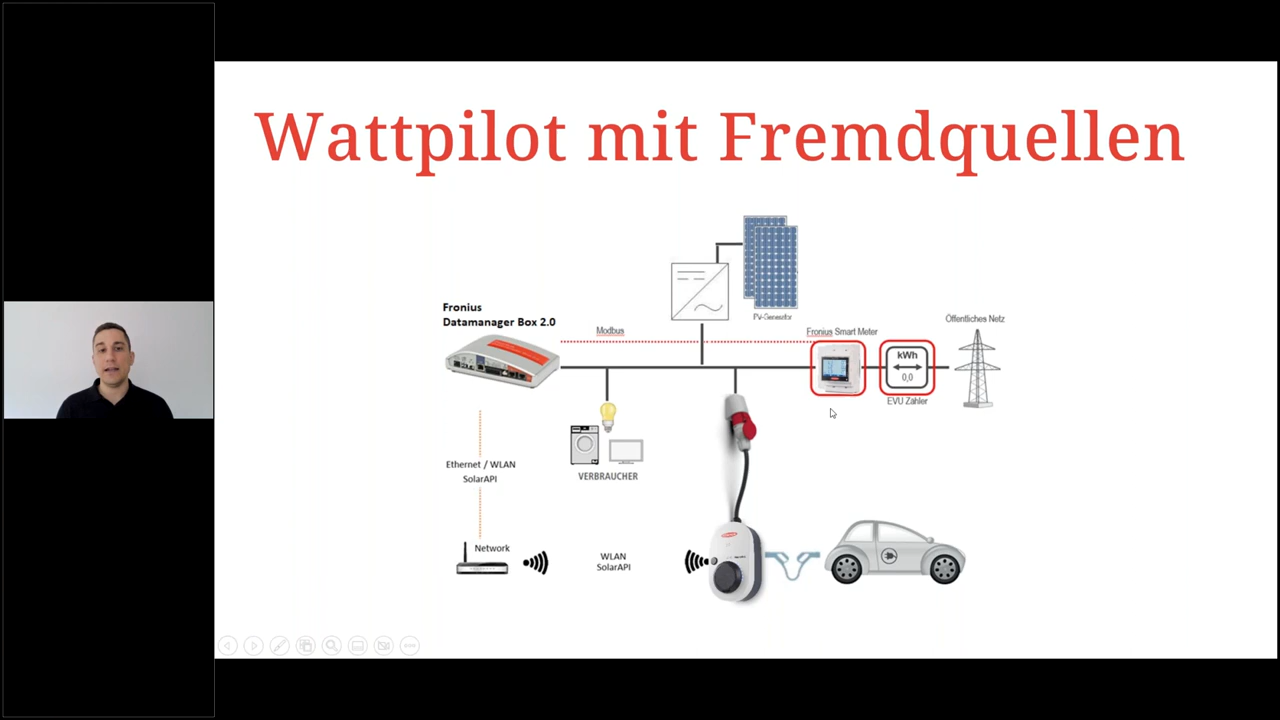 Wattpilot mit Fremdquellen
PV-Generator
Fronius
Datamanager Box 2.0
Modbus
Fronius Smart Meter
Öffentliches Netz
kWh
0,0
EVU Zähler
VERBRAUCHER
Ethernet / WLAN
SolarAPI
Network
WLAN
SolarAPI